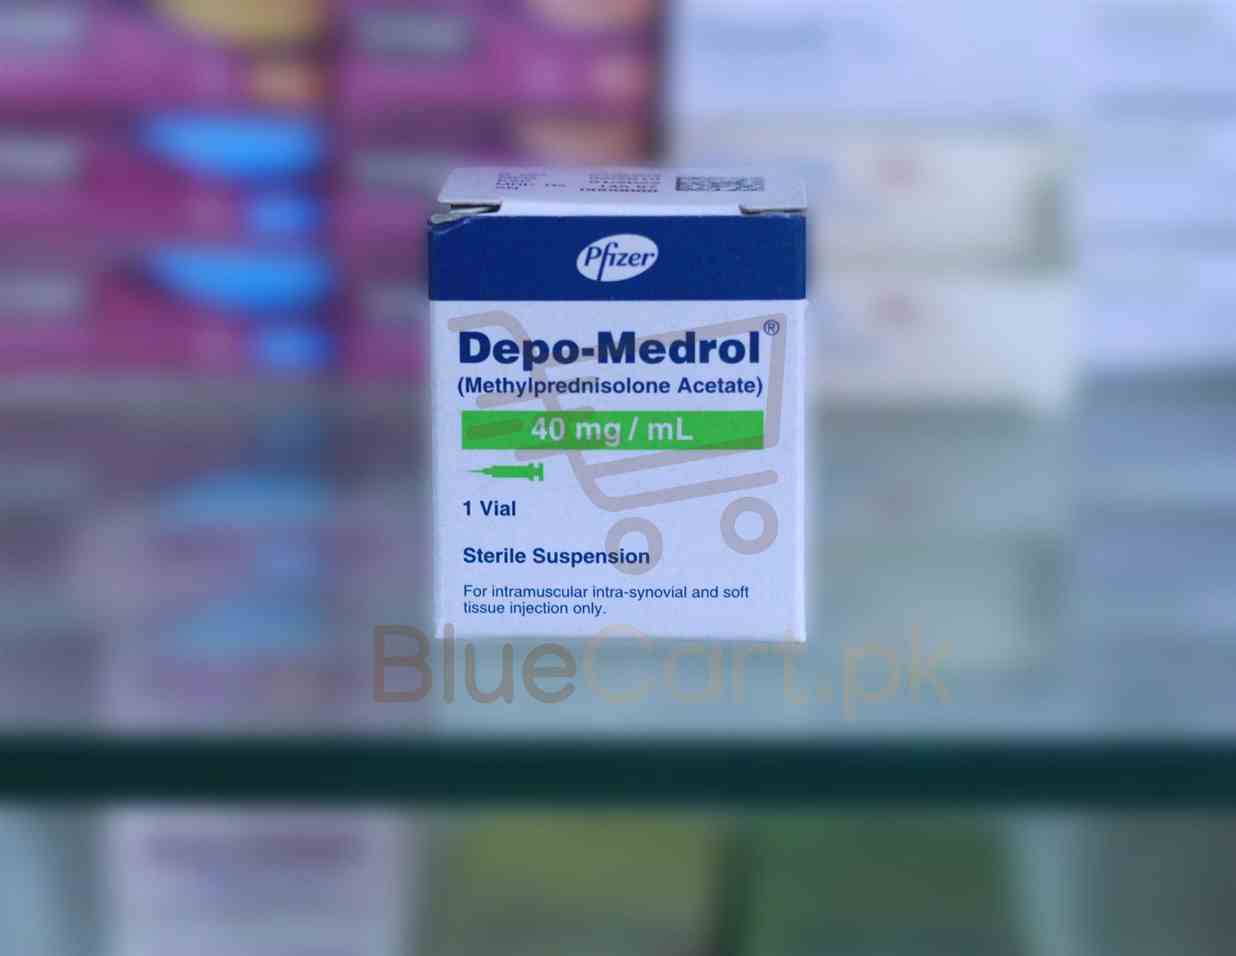 Pfizer
Depo-Medrol®
(Methylprednisolone Acetate)
40 mg / mL
1 Vial
Sterile Suspension
For intramuscular intra-synovial and soft
tissue injection only.
BlueCart.pk